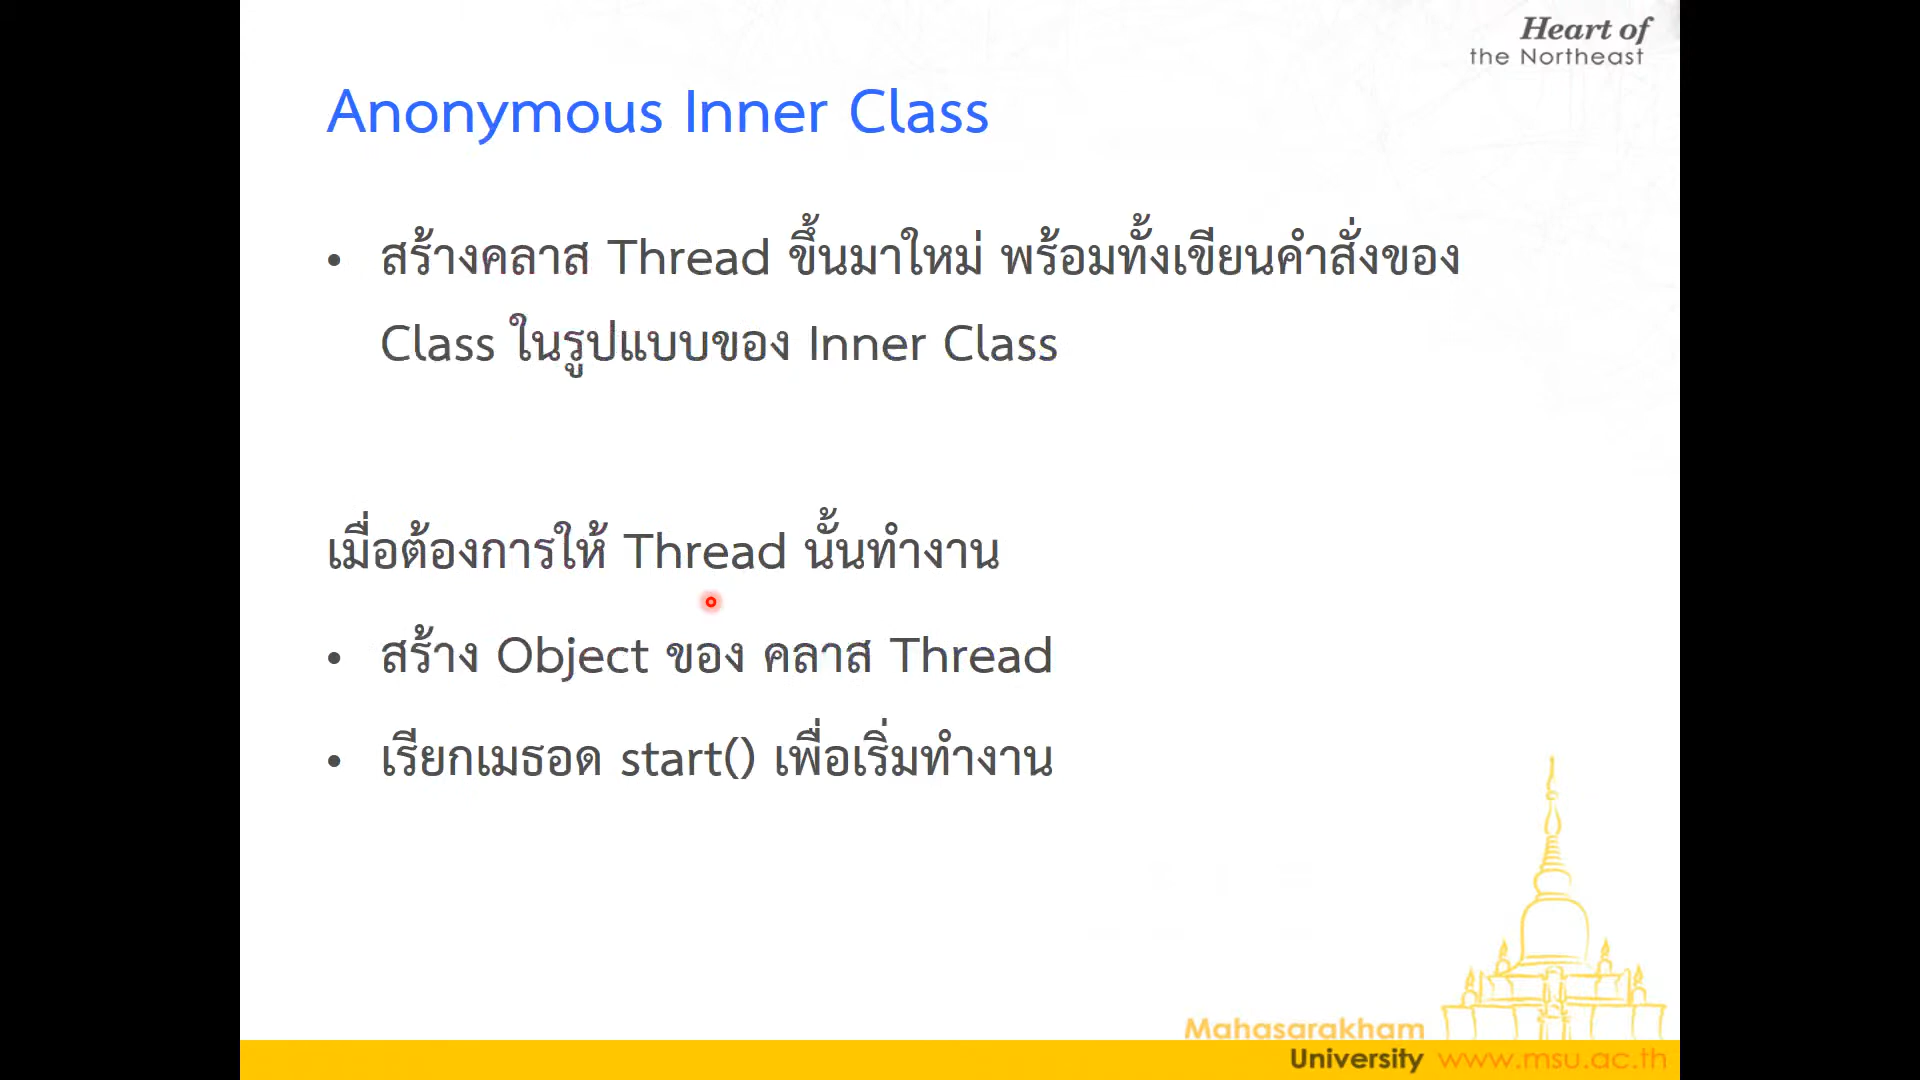 Heart of
the Northeast
Anonymous Inner Class
• สร้างคลาส Thread ขึ้นมาใหม่ พร้อมทั้งเขียนคำสั่งของ
Class ในรูปแบบของ Inner Class
เมื่อต้องการให้ Thread นั้นทำงาน
• สร้าง Object ของ คลาส Thread
• เรียกเมธอด start() เพื่อเริ่มทำงาน
Mahasarakham
University www.msu.ac.th